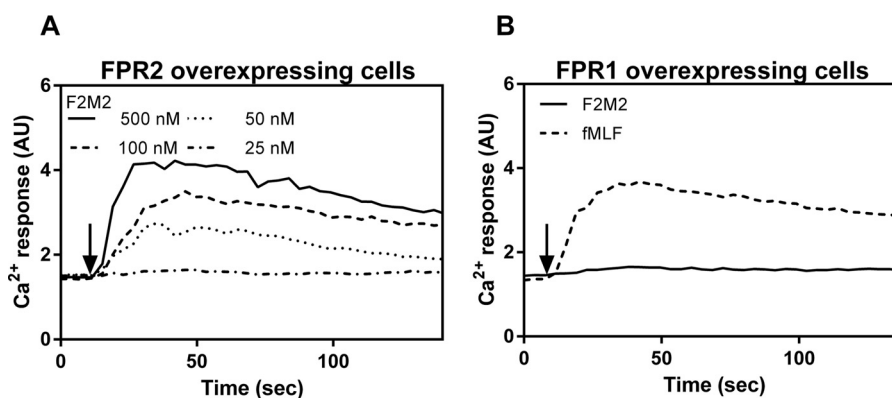 A
FPR2 overexpressing cells
F2M2
500 nM 50 nM
100 nM 25 nM
Ca2+ response (AU)
6
4
2
0
0 50 100
Time (sec)
B
FPR1 overexpressing cells
F2M2
fMLF
Ca2+ response (AU)
6
4
2
0
0 50 100
Time (sec)